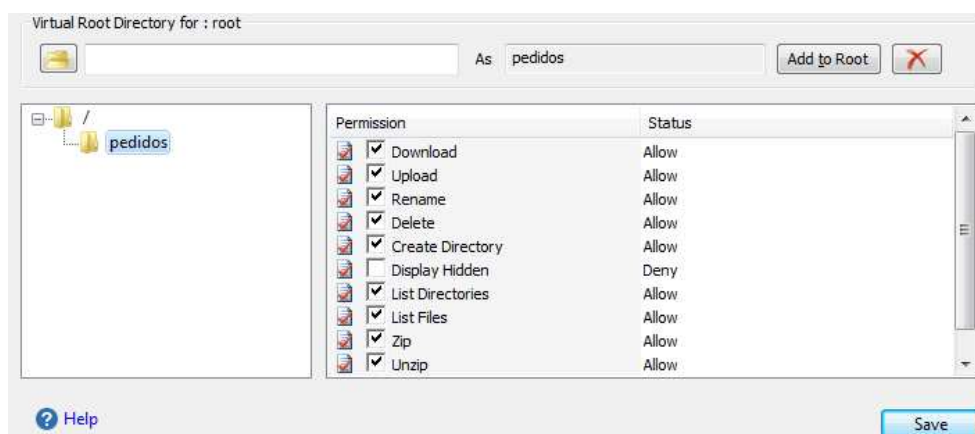 Virtual Root Directory for : root
As pedidos Add to Root
/
pedidos
Permission Status
Download Allow
Upload Allow
Rename Allow
Delete Allow
Create Directory Allow
Display Hidden Deny
List Directories Allow
List Files Allow
Zip Allow
Unzip Allow
Help
Save